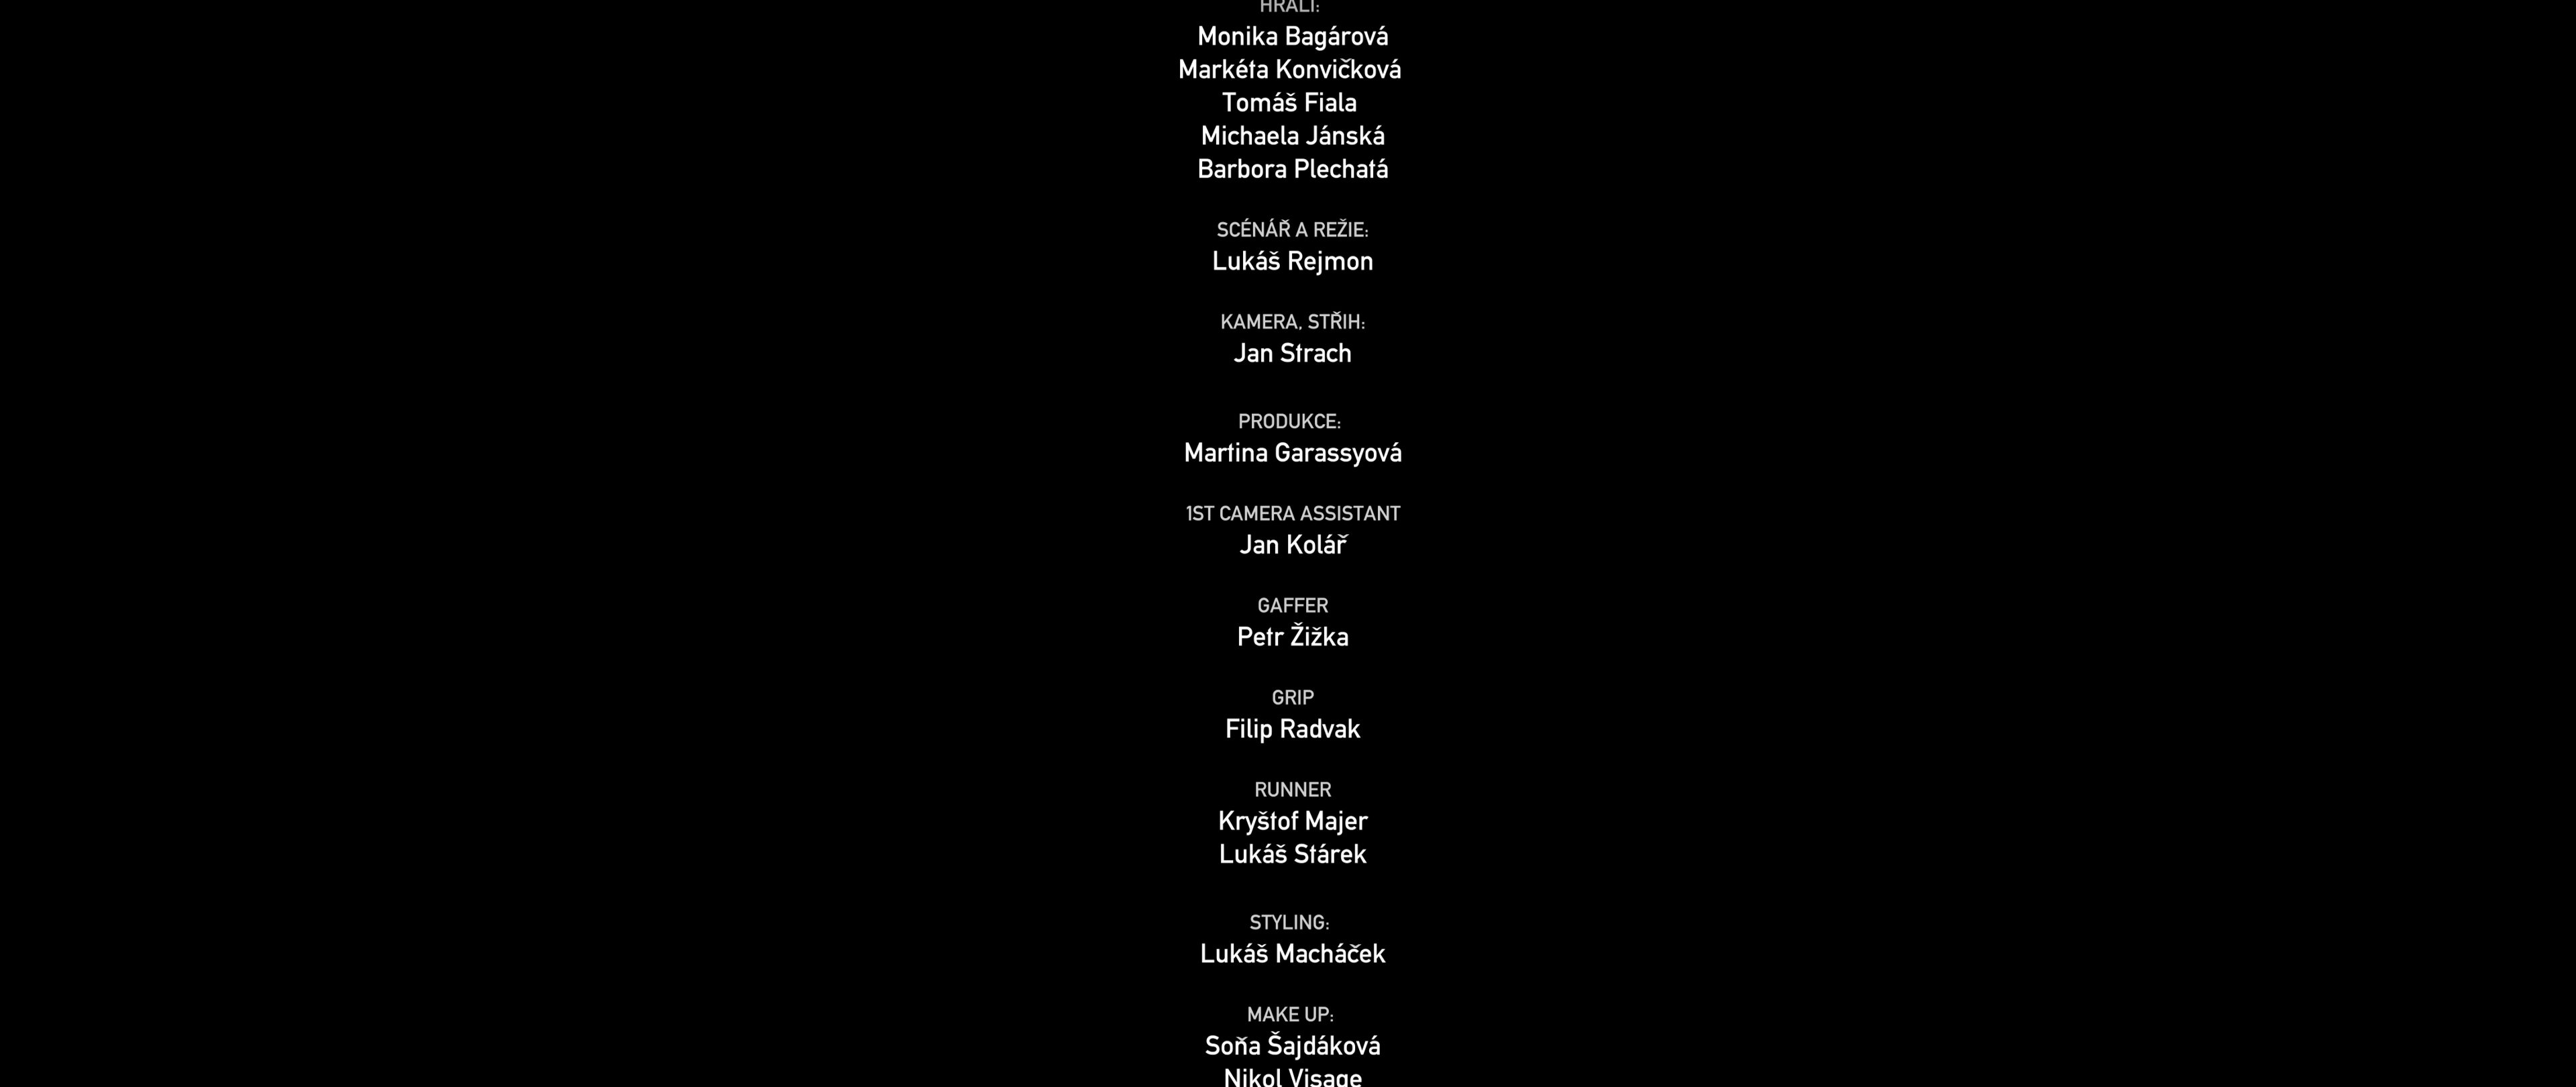 HRÁLI:
Monika Bagárová
Markéta Konvičková
Tomáš Fiala
Michaela Jánská
Barbora Plechatá
SCÉNÁŘ A REŽIE:
Lukáš Rejmon
KAMERA, STŘIH:
Jan Strach
PRODUKCE:
Martina Garassyová
1ST CAMERA ASSISTANT
Jan Kolář
GAFFER
Petr Žižka
GRIP
Filip Radvak
RUNNER
Kryštof Majer
Lukáš Stárek
STYLING:
Lukáš Macháček
MAKE UP:
Soňa Šajdáková
Nikol Visage